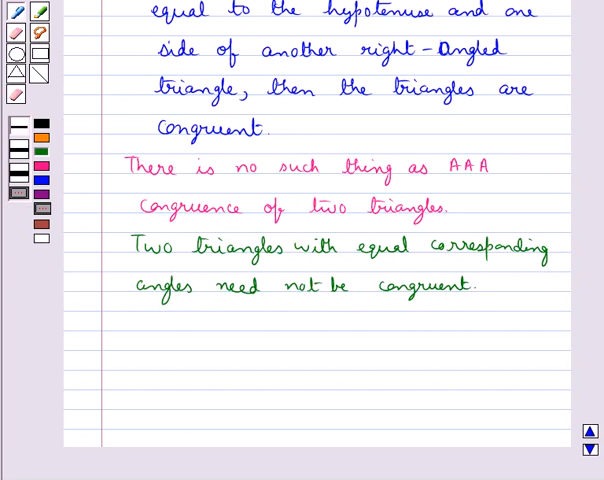 equal to the hypotenuse and one
side of another right-angled
triangle, then the triangles are
congruent.
There is no such thing as AAA
congruence of two triangles.
Two triangles with equal corresponding
angles need not be congruent.